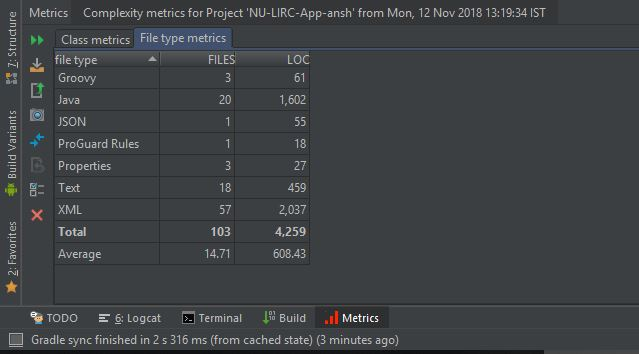 Metrics Complexity metrics for Project 'NU-LIRC-App-ansh' from Mon, 12 Nov 2018 13:19:34 IST
Class metrics File type metrics
file type FILES LOC
Groovy 3 61
Java 20 1,602
JSON 1 55
ProGuard Rules 1 18
Properties 3 27
Text 18 459
XML 57 2,037
Total 103 4,259
Average 14.71 608.43
7: Structure
Build Variants
2: Favorites
TODO 6: Logcat Terminal Build Metrics
Gradle sync finished in 2 s 316 ms (from cached state) (3 minutes ago)